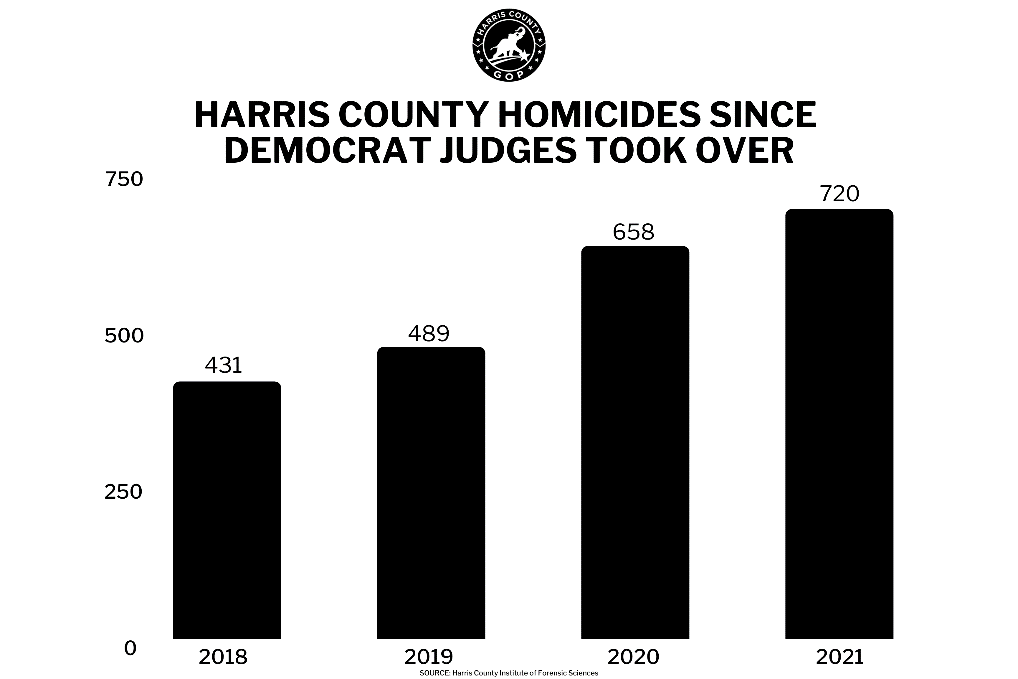 HARRIS COUNTY
GOP
HARRIS COUNTY HOMICIDES SINCE
DEMOCRAT JUDGES TOOK OVER
750
720
658
500
489
431
250
0
2018
2019
2020
2021
SOURCE: Harris County Institute of Forensic Sciences